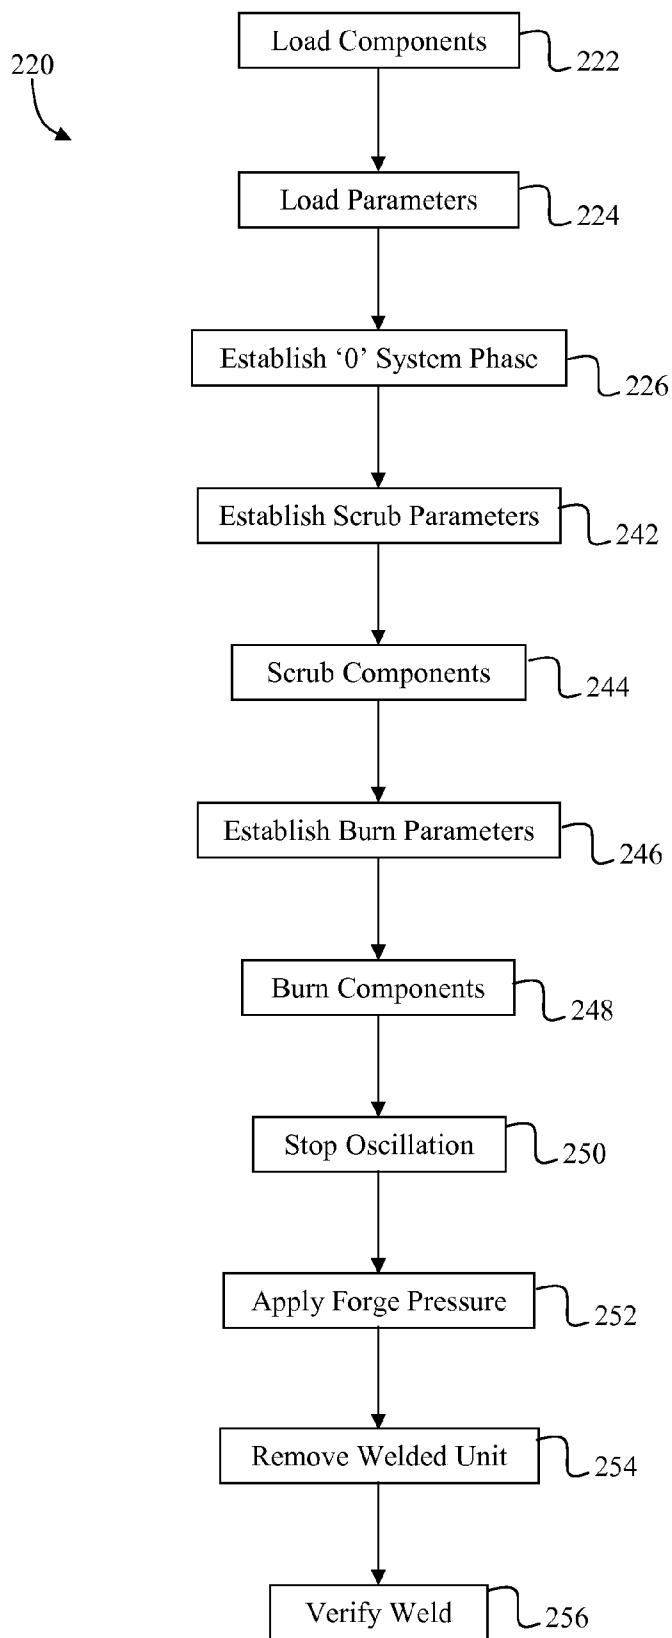 Load Components
222
220
Load Parameters
224
Establish ‘0’ System Phase
226
Establish Scrub Parameters
242
Scrub Components
244
Establish Burn Parameters
246
Burn Components
248
Stop Oscillation
250
Apply Forge Pressure
252
Remove Welded Unit
254
Verify Weld
256